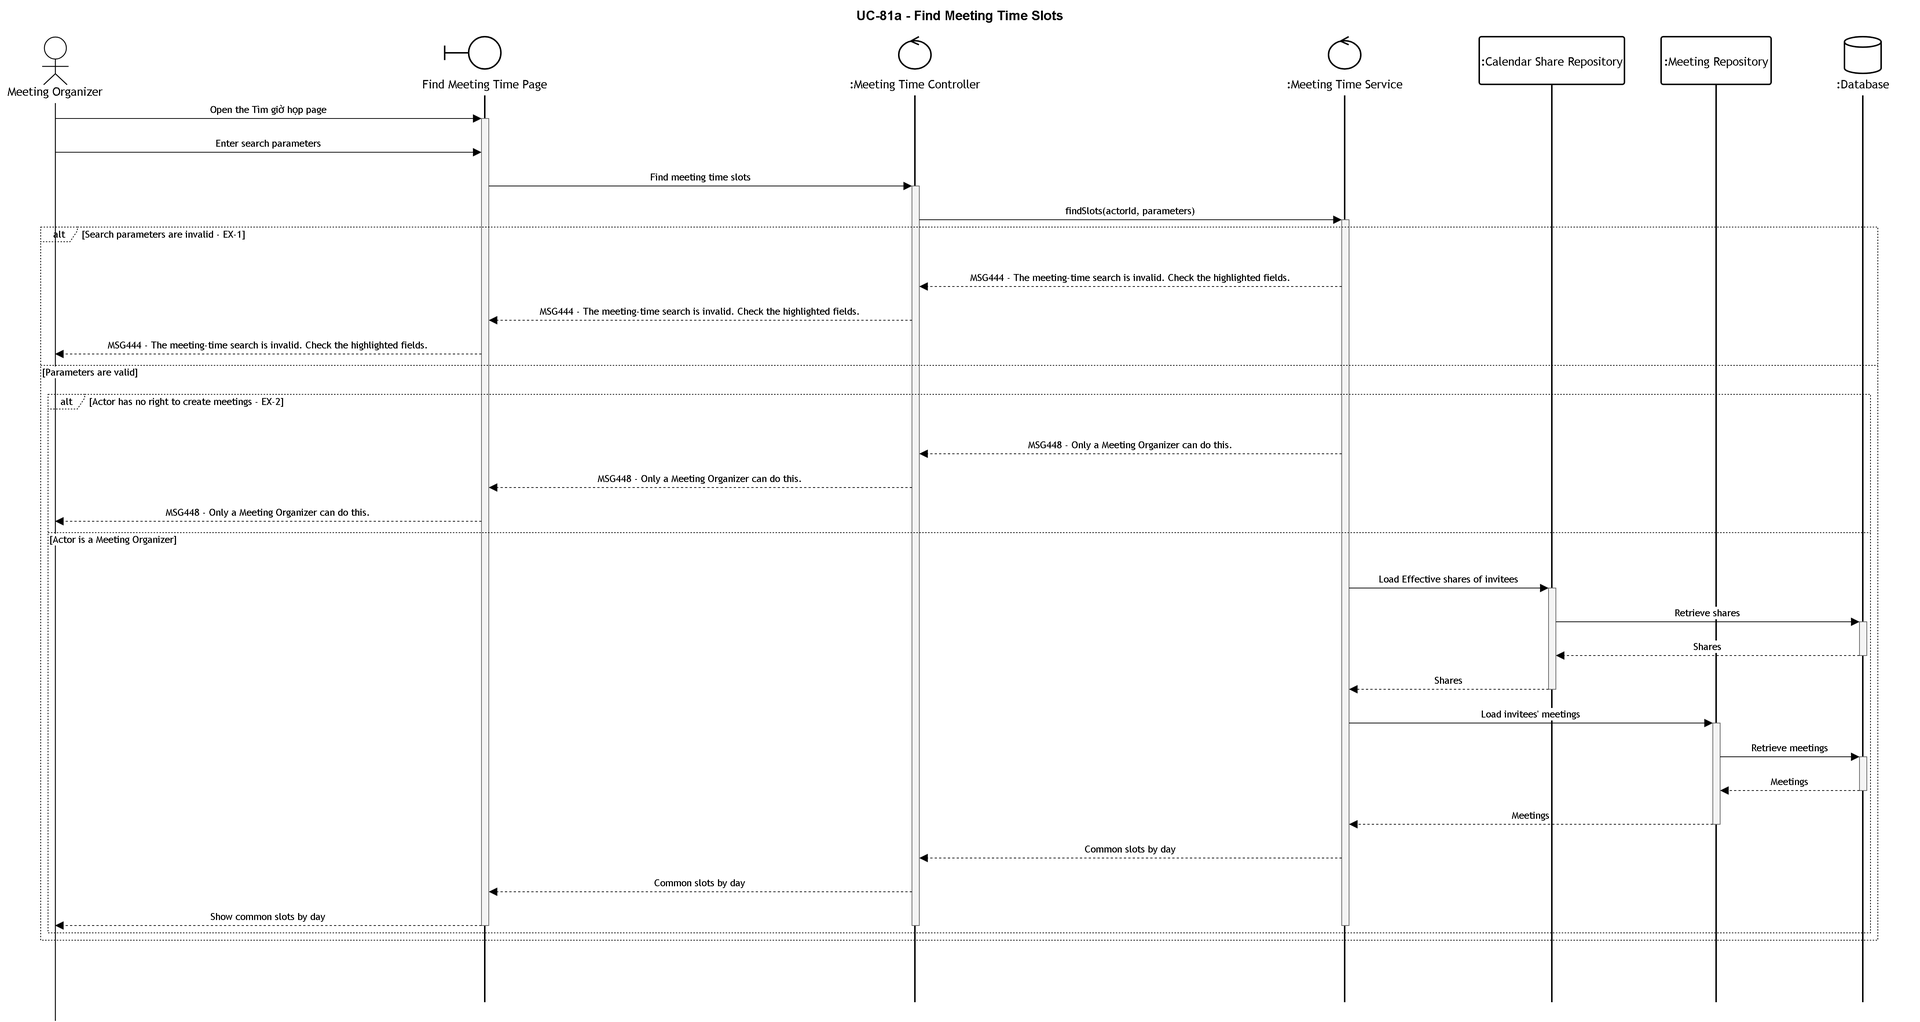 UC-81a - Find Meeting Time Slots
Meeting Organizer
Find Meeting Time Page
:Meeting Time Controller
:Meeting Time Service
:Calendar Share Repository
:Meeting Repository
:Database
Open the Tìm giờ họp page
Enter search parameters
Find meeting time slots
findSlots(actorId, parameters)
alt [Search parameters are invalid - EX-1]
MSG444 - The meeting-time search is invalid. Check the highlighted fields.
MSG444 - The meeting-time search is invalid. Check the highlighted fields.
MSG444 - The meeting-time search is invalid. Check the highlighted fields.
[Parameters are valid]
alt [Actor has no right to create meetings - EX-2]
MSG448 - Only a Meeting Organizer can do this.
MSG448 - Only a Meeting Organizer can do this.
MSG448 - Only a Meeting Organizer can do this.
[Actor is a Meeting Organizer]
Load Effective shares of invitees
Retrieve shares
Shares
Shares
Load invitees' meetings
Retrieve meetings
Meetings
Meetings
Common slots by day
Common slots by day
Show common slots by day